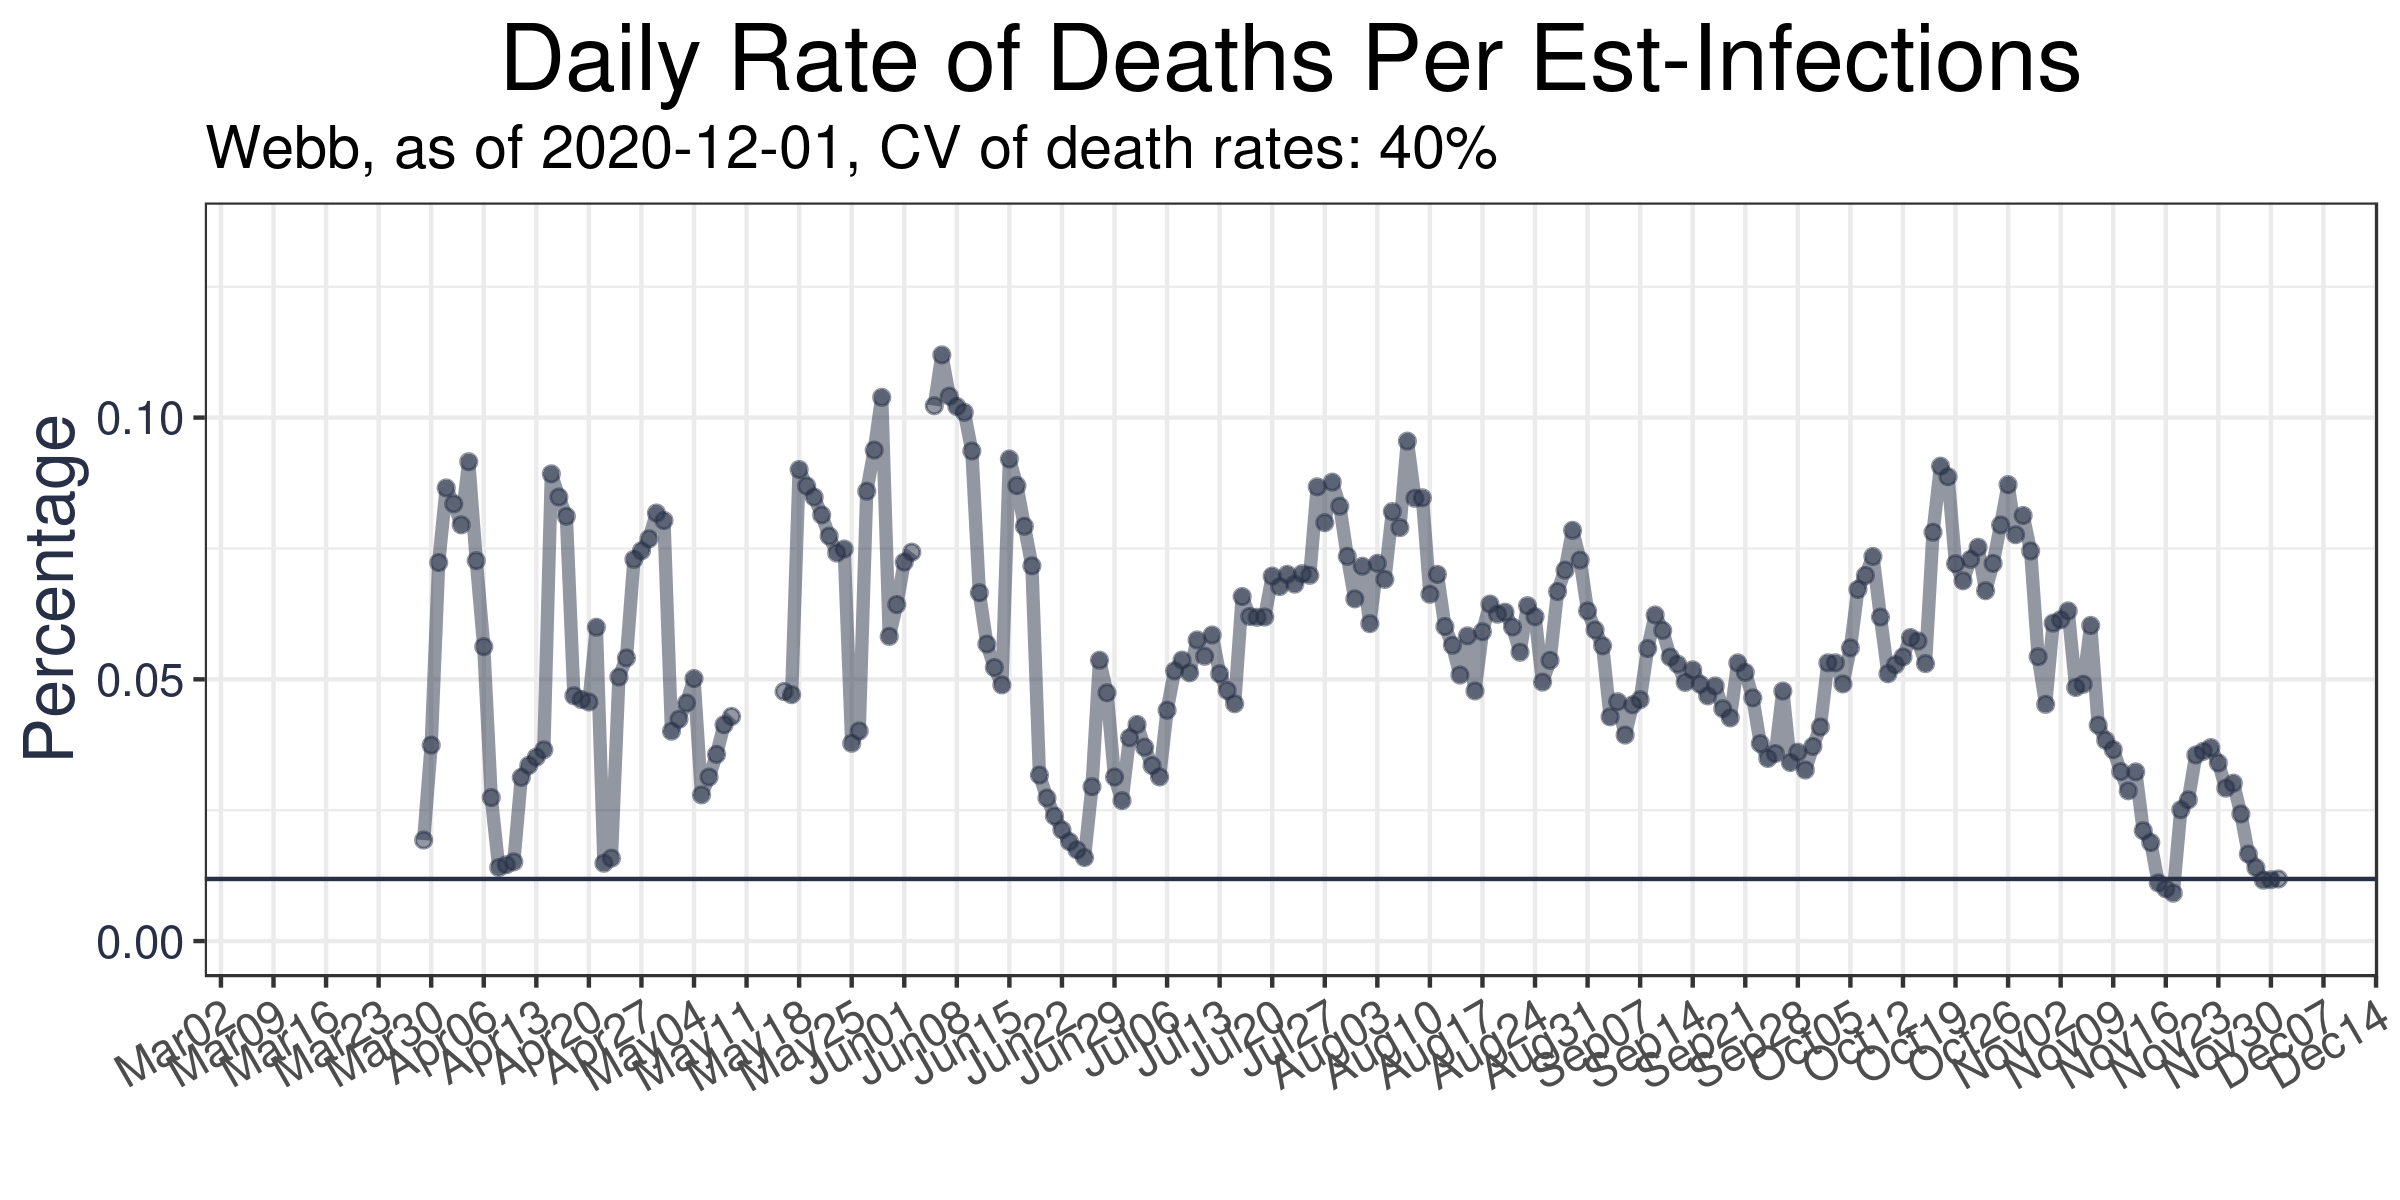 Daily Rate of Deaths Per Est-Infections
Webb, as of 2020-12-01, CV of death rates: 40%
Percentage
0.10
0.05
0.00
Mar02
Mar09
Mar16
Mar23
Mar30
Apr06
Apr13
Apr20
Apr27
May04
May11
May18
May25
Jun01
Jun08
Jun15
Jun22
Jun29
Jul06
Jul13
Jul20
Jul27
Aug03
Aug10
Aug17
Aug24
Aug31
Sep07
Sep14
Sep21
Sep28
Oct05
Oct12
Oct19
Oct26
Nov02
Nov09
Nov16
Nov23
Nov30
Dec07
Dec14